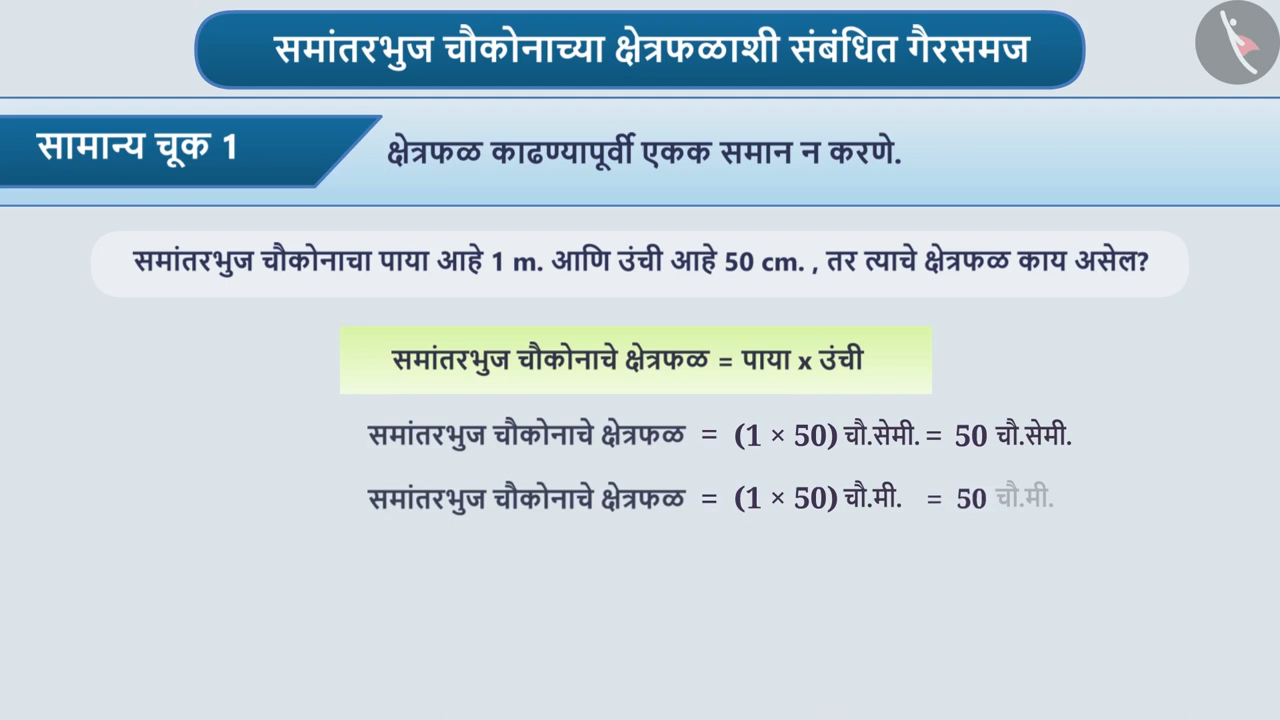 समांतरभुज चौकोनाच्या क्षेत्रफळाशी संबंधित गैरसमज
सामान्य चूक 1
क्षेत्रफळ काढण्यापूर्वी एकक समान न करणे.
समांतरभुज चौकोनाचा पाया आहे 1 m. आणि उंची आहे 50 cm. , तर त्याचे क्षेत्रफळ काय असेल?
समांतरभुज चौकोनाचे क्षेत्रफळ = पाया x उंची
समांतरभुज चौकोनाचे क्षेत्रफळ = (1 × 50) चौ.सेमी. = 50 चौ.सेमी.
समांतरभुज चौकोनाचे क्षेत्रफळ = (1 × 50) चौ.मी. = 50 चौ.मी.